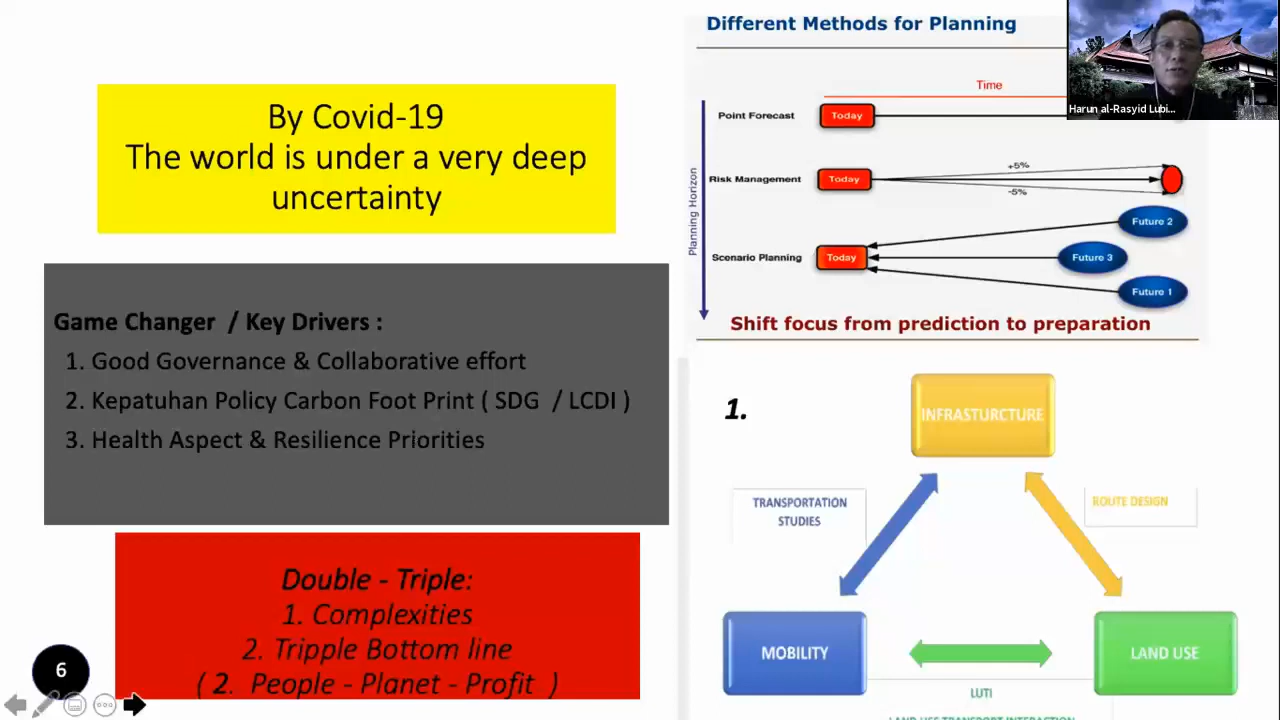 By Covid-19
The world is under a very deep
uncertainty
Game Changer / Key Drivers :
1. Good Governance & Collaborative effort
2. Kepatuhan Policy Carbon Foot Print ( SDG / LCDI )
3. Health Aspect & Resilience Priorities
Double - Triple:
1. Complexities
2. Tripple Bottom line
( 2. People - Planet - Profit )
6
Different Methods for Planning
Harun al-Rasyid Lubi...
Time
Planning Horizon
Point Forecast
Today
Risk Management
Today
+5%
-5%
Scenario Planning
Today
Future 2
Future 3
Future 1
Shift focus from prediction to preparation
1.
INFRASTURCTURE
TRANSPORTATION
STUDIES
ROUTE DESIGN
MOBILITY
LAND USE
LUTI
LAND USE TRANSPORT INTERACTION